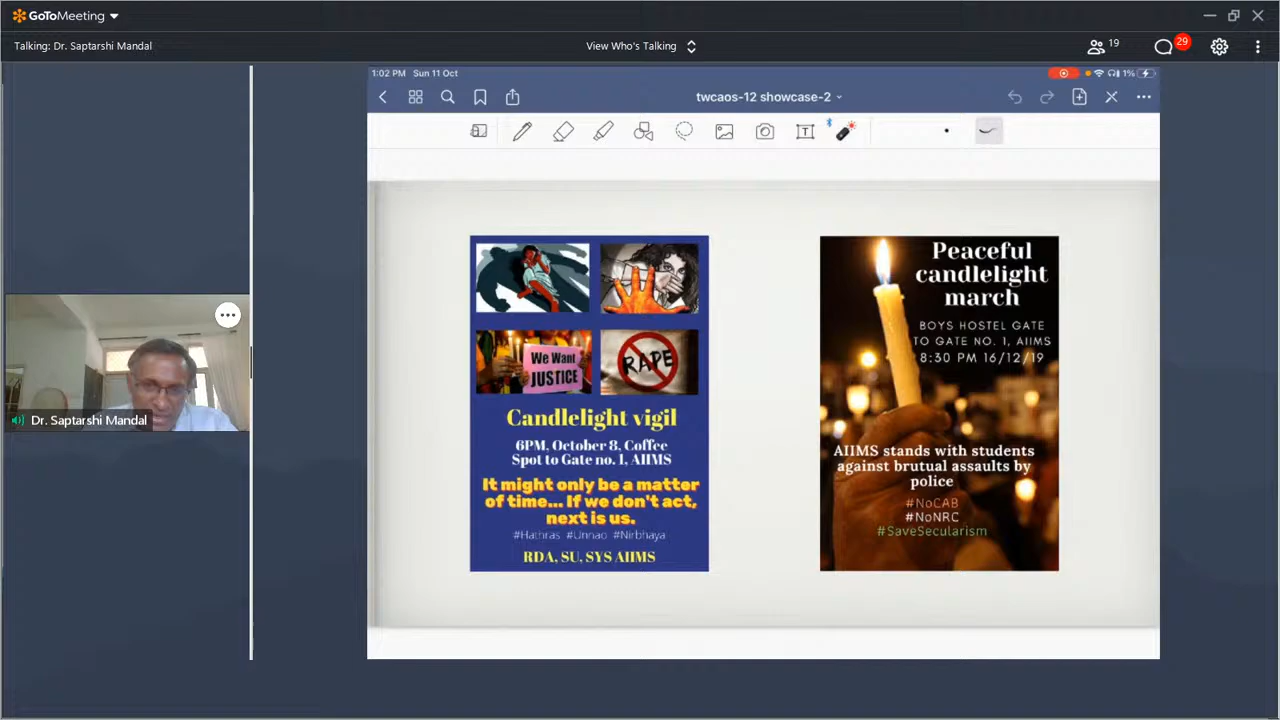 GoToMeeting
Talking: Dr. Saptarshi Mandal
View Who's Talking
19
29
1:02 PM Sun 11 Oct
1%
twcaos-12 showcase-2
T
Dr. Saptarshi Mandal
We Want
JUSTICE
RAPE
Candlelight vigil
6PM, October 8, Coffee
Spot to Gate no. 1, AIIMS
It might only be a matter
of time... If we don't act,
next is us.
#Hathras #Unnao #Nirbhaya
RDA, SU, SYS AIIMS
Peaceful
candlelight
march
BOYS HOSTEL GATE
TO GATE NO. 1, AIIMS
8:30 PM 16/12/19
AIIMS stands with students
against brutual assaults by
police
#NoCAB
#NoNRC
#SaveSecularism